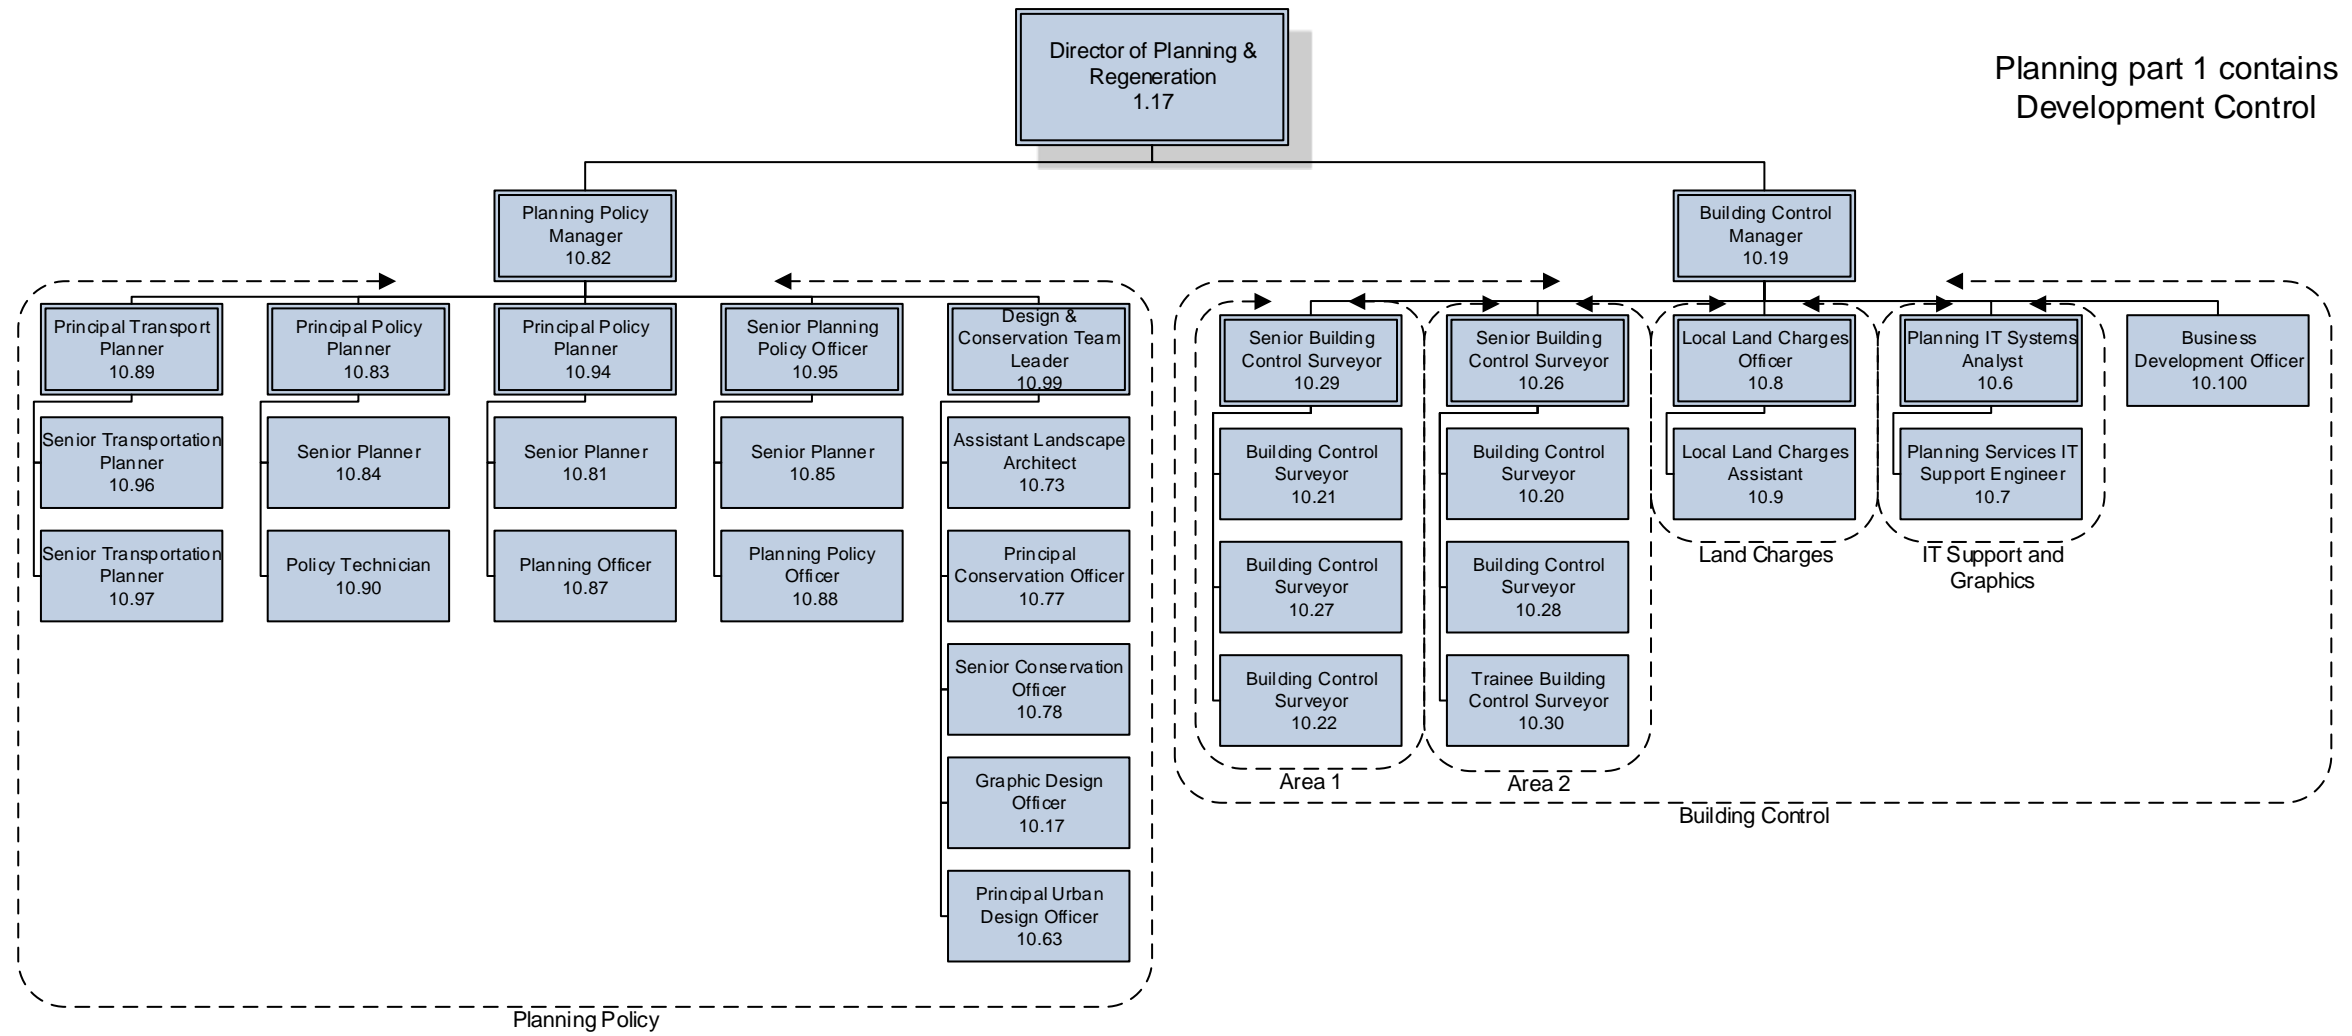 Director of Planning &
Regeneration
1.17
Planning part 1 contains
Development Control
Planning Policy
Manager
10.82
Building Control
Manager
10.19
Principal Transport
Planner
10.89
Principal Policy
Planner
10.83
Principal Policy
Planner
10.94
Senior Planning
Policy Officer
10.95
Design &
Conservation Team
Leader
10.99
Senior Building
Control Surveyor
10.29
Senior Building
Control Surveyor
10.26
Local Land Charges
Officer
10.8
Planning IT Systems
Analyst
10.6
Business
Development Officer
10.100
Senior Transportation
Planner
10.96
Senior Planner
10.84
Senior Planner
10.81
Senior Planner
10.85
Assistant Landscape
Architect
10.73
Building Control
Surveyor
10.21
Building Control
Surveyor
10.20
Local Land Charges
Assistant
10.9
Planning Services IT
Support Engineer
10.7
Senior Transportation
Planner
10.97
Policy Technician
10.90
Planning Officer
10.87
Planning Policy
Officer
10.88
Principal
Conservation Officer
10.77
Building Control
Surveyor
10.27
Building Control
Surveyor
10.28
Land Charges
IT Support and
Graphics
Senior Conservation
Officer
10.78
Building Control
Surveyor
10.22
Trainee Building
Control Surveyor
10.30
Graphic Design
Officer
10.17
Area 1
Area 2
Building Control
Principal Urban
Design Officer
10.63
Planning Policy